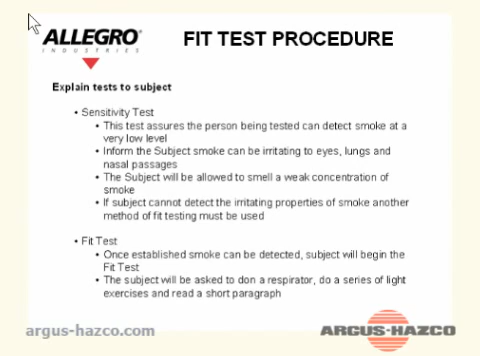 ALLEGRO®
INDUSTRIES
FIT TEST PROCEDURE
Explain tests to subject
• Sensitivity Test
• This test assures the person being tested can detect smoke at a
very low level
• Inform the Subject smoke can be irritating to eyes, lungs and
nasal passages
• The Subject will be allowed to smell a weak concentration of
smoke
• If subject cannot detect the irritating properties of smoke another
method of fit testing must be used
• Fit Test
• Once established smoke can be detected, subject will begin the
Fit Test
• The subject will be asked to don a respirator, do a series of light
exercises and read a short paragraph
argus-hazco.com
ARGUS-HAZCO